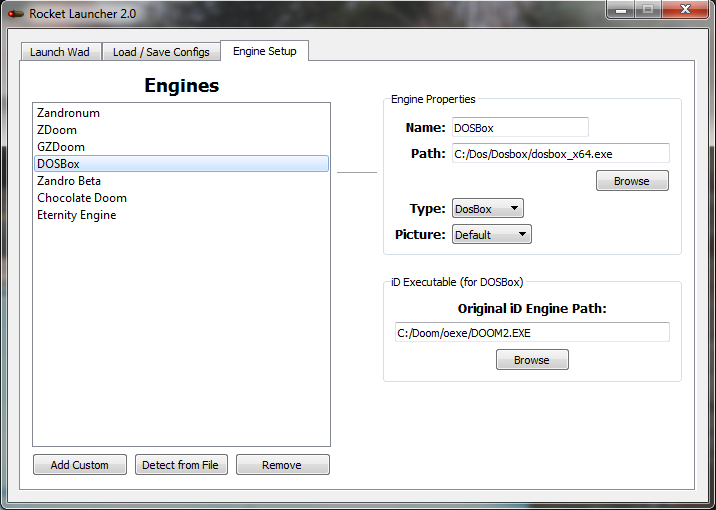 Rocket Launcher 2.0
Launch Wad
Load / Save Configs
Engine Setup
Engines
Zandronum
ZDoom
GZDoom
DOSBox
Zandro Beta
Chocolate Doom
Eternity Engine
Add Custom
Detect from File
Remove
Engine Properties
Name: DOSBox
Path: C:/Dos/Dosbox/dosbox_x64.exe
Browse
Type: DosBox
Picture: Default
iD Executable (for DOSBox)
Original iD Engine Path:
C:/Doom/oexe/DOOM2.EXE
Browse